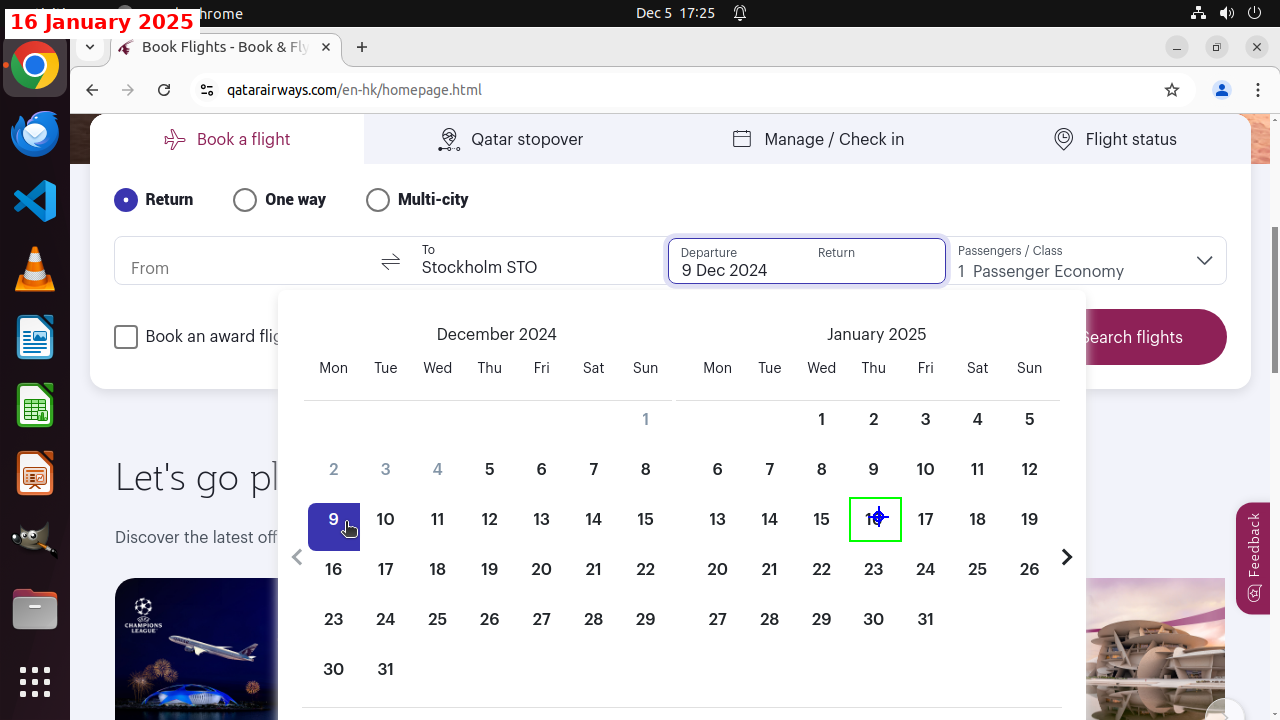 16 January 2025
chrome
Dec 5 17:25
Book Flights - Book & Fly
qatarairways.com/en-hk/homepage.html
Book a flight
Qatar stopover
Manage / Check in
Flight status
Return
One way
Multi-city
From
To
Stockholm STO
Departure
9 Dec 2024
Return
Passengers / Class
1 Passenger Economy
Book an award flig
Search flights
December 2024
Mon Tue Wed Thu Fri Sat Sun
1
2 3 4 5 6 7 8
9 10 11 12 13 14 15
16 17 18 19 20 21 22
23 24 25 26 27 28 29
30 31
January 2025
Mon Tue Wed Thu Fri Sat Sun
1 2 3 4 5
6 7 8 9 10 11 12
13 14 15 16 17 18 19
20 21 22 23 24 25 26
27 28 29 30 31
Let's go pl
Discover the latest off
Feedback
CHAMPIONS
LEAGUE